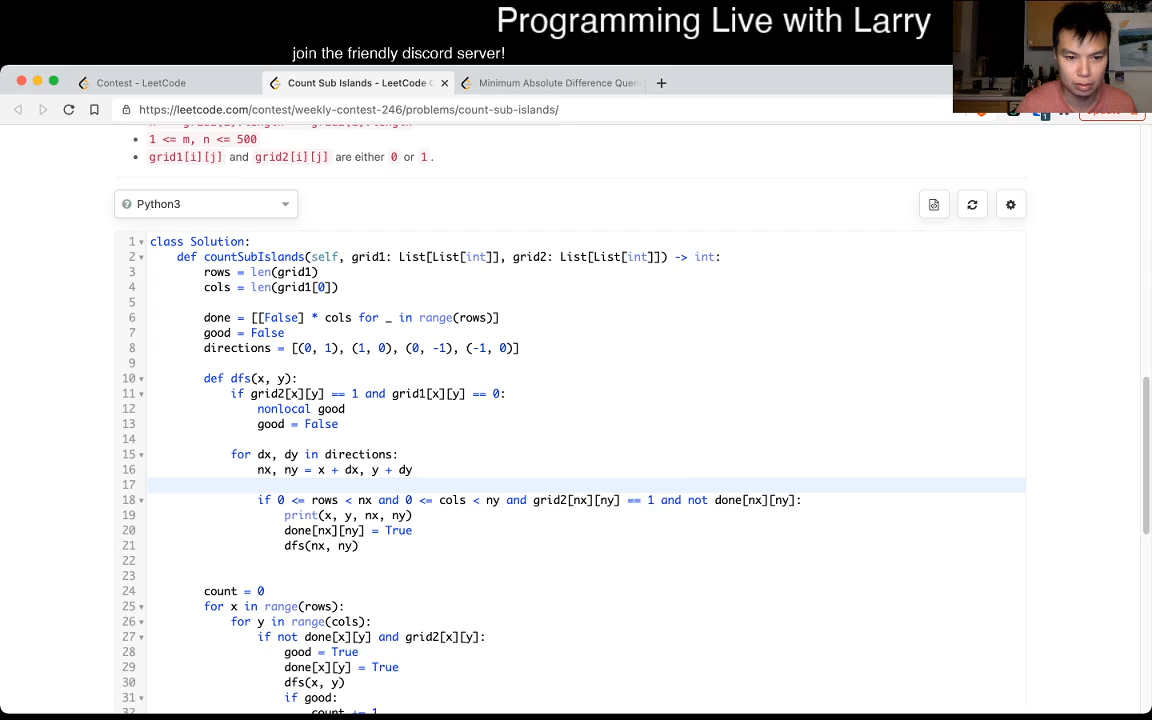 Programming Live with Larry
join the friendly discord server!
Contest - LeetCode
Count Sub Islands - LeetCode C
Minimum Absolute Difference Quer
https://leetcode.com/contest/weekly-contest-246/problems/count-sub-islands/
1 <= m, n <= 500
grid1[i][j] and grid2[i][j] are either 0 or 1.
Python3
1 class Solution:
2 def countSubIslands(self, grid1: List[List[int]], grid2: List[List[int]]) -> int:
3 rows = len(grid1)
4 cols = len(grid1[0])
5
6 done = [[False] * cols for _ in range(rows)]
7 good = False
8 directions = [(0, 1), (1, 0), (0, -1), (-1, 0)]
9
10 def dfs(x, y):
11 if grid2[x][y] == 1 and grid1[x][y] == 0:
12 nonlocal good
13 good = False
14
15 for dx, dy in directions:
16 nx, ny = x + dx, y + dy
17
18 if 0 <= rows < nx and 0 <= cols < ny and grid2[nx][ny] == 1 and not done[nx][ny]:
19 print(x, y, nx, ny)
20 done[nx][ny] = True
21 dfs(nx, ny)
22
23
24 count = 0
25 for x in range(rows):
26 for y in range(cols):
27 if not done[x][y] and grid2[x][y]:
28 good = True
29 done[x][y] = True
30 dfs(x, y)
31 if good:
32 count += 1